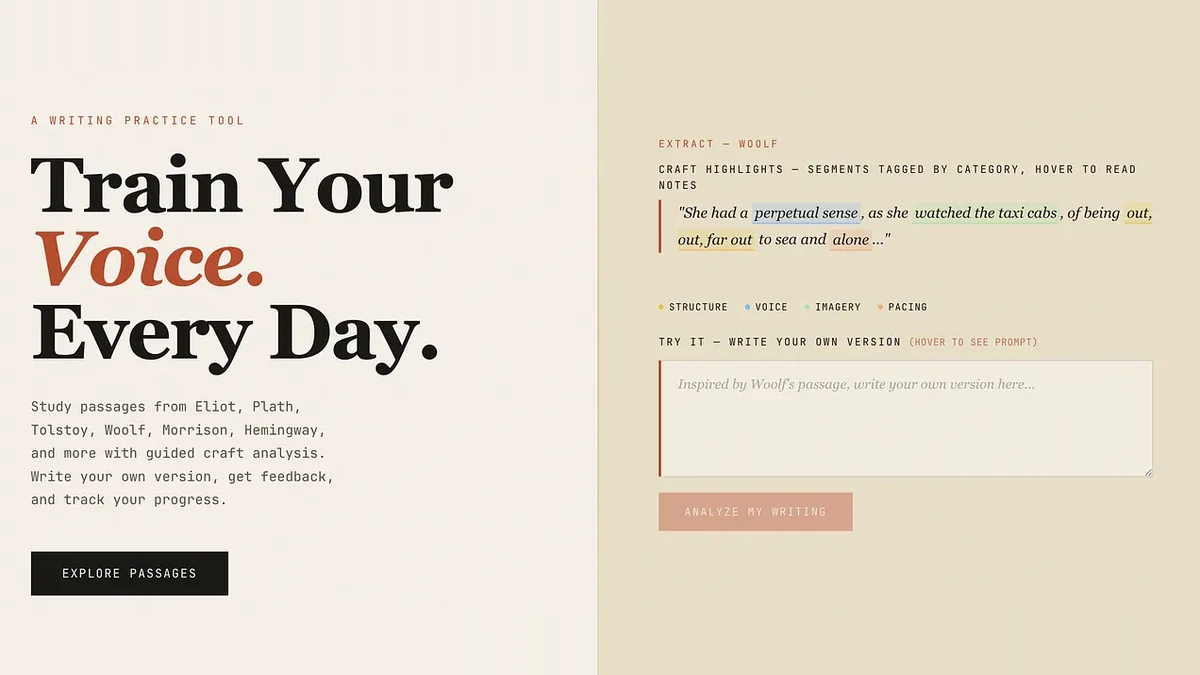 A WRITING PRACTICE TOOL
Train Your
Voice.
Every Day.
Study passages from Eliot, Plath,
Tolstoy, Woolf, Morrison, Hemingway,
and more with guided craft analysis.
Write your own version, get feedback,
and track your progress.
EXPLORE PASSAGES
EXTRACT — WOOLF
CRAFT HIGHLIGHTS — SEGMENTS TAGGED BY CATEGORY, HOVER TO READ
NOTES
"She had a perpetual sense, as she watched the taxi cabs, of being out,
out, far out to sea and alone..."
STRUCTURE VOICE IMAGERY PACING
TRY IT — WRITE YOUR OWN VERSION (HOVER TO SEE PROMPT)
Inspired by Woolf's passage, write your own version here...
ANALYZE MY WRITING